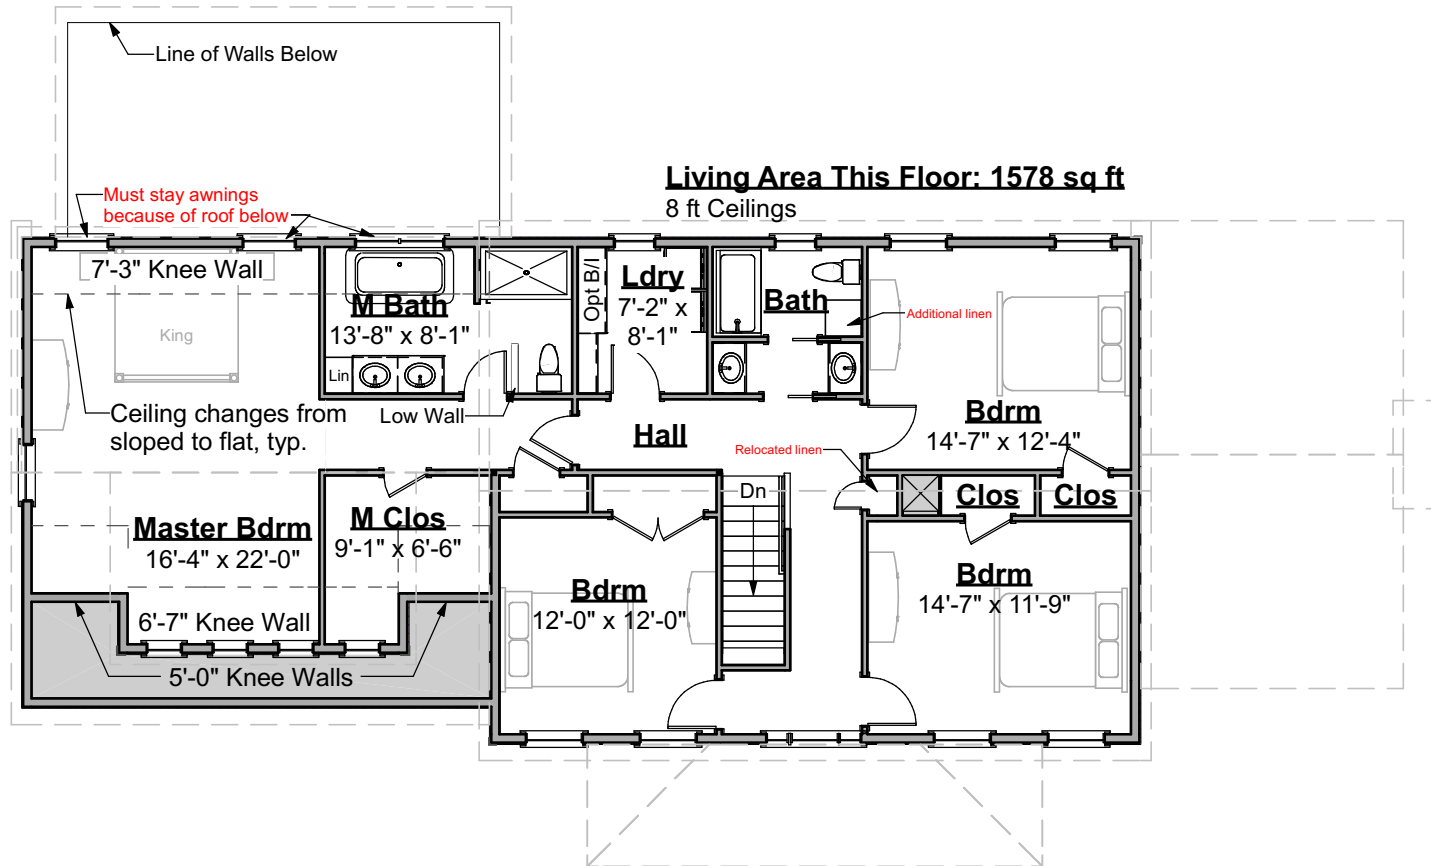 Line of Walls Below
Living Area This Floor: 1578 sq ft
8 ft Ceilings
Must stay awnings
because of roof below
7'-3" Knee Wall
King
M Bath
13'-8" x 8'-1"
Lin
Opt B/I
Ldry
7'-2" x
8'-1"
Bath
Additional linen
Ceiling changes from
sloped to flat, typ.
Low Wall
Hall
Relocated linen
Bdrm
14'-7" x 12'-4"
Dn
Clos
Clos
Master Bdrm
16'-4" x 22'-0"
M Clos
9'-1" x 6'-6"
Bdrm
12'-0" x 12'-0"
Bdrm
14'-7" x 11'-9"
6'-7" Knee Wall
5'-0" Knee Walls